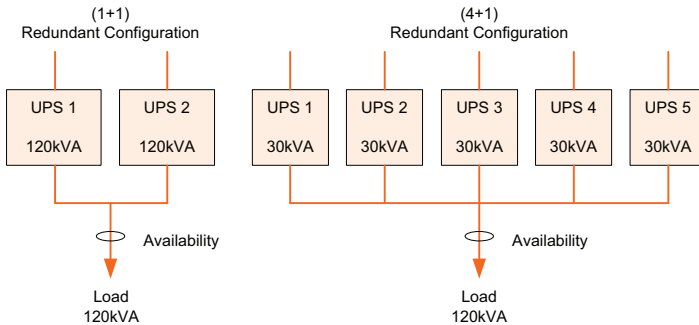 (1+1)
Redundant Configuration
UPS 1
120kVA
UPS 2
120kVA
Availability
Load
120kVA
(4+1)
Redundant Configuration
UPS 1
30kVA
UPS 2
30kVA
UPS 3
30kVA
UPS 4
30kVA
UPS 5
30kVA
Availability
Load
120kVA